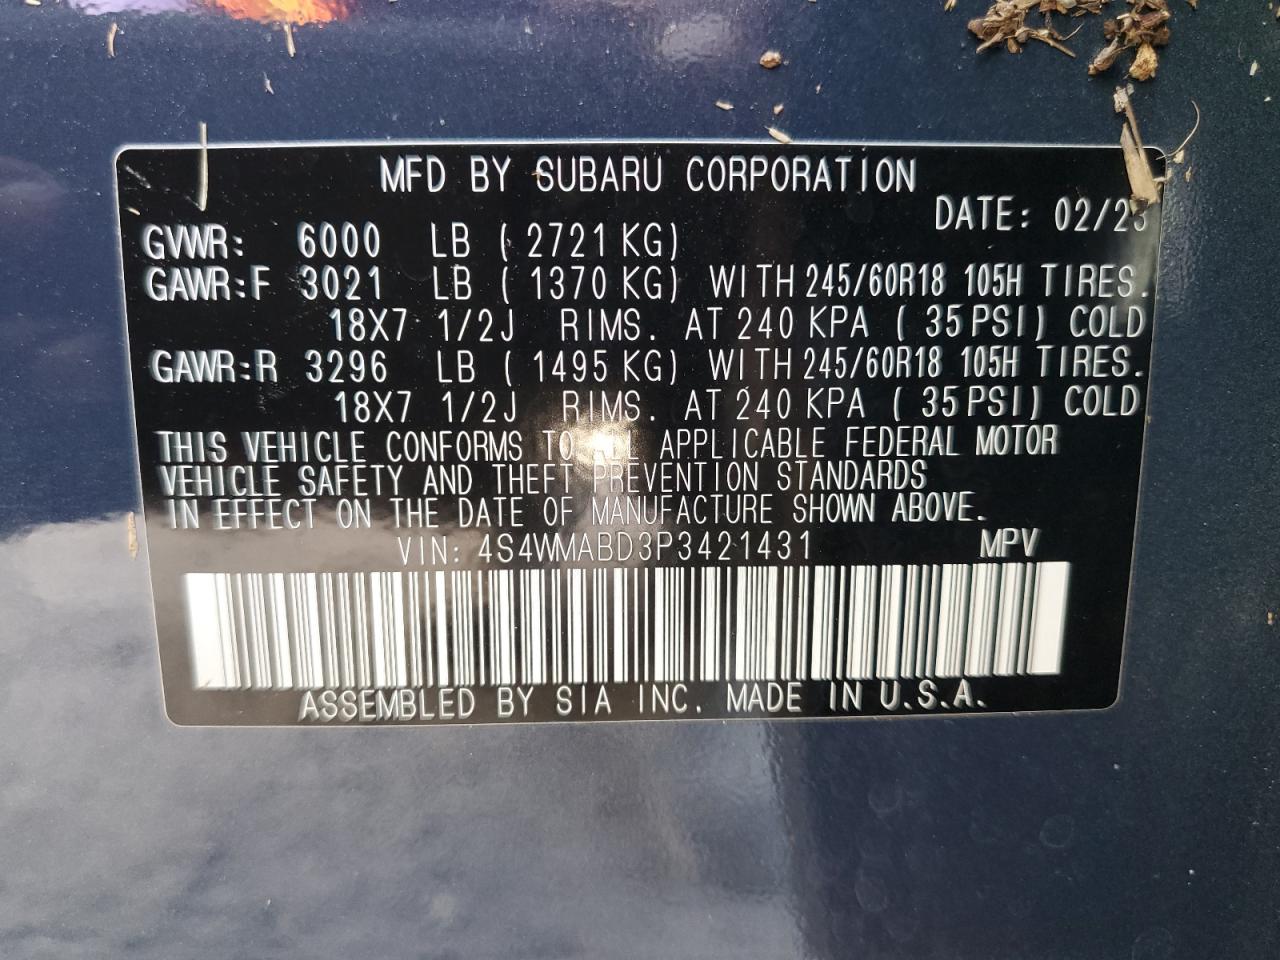 MFD BY SUBARU CORPORATION
DATE: 02/23
GVWR: 6000 LB ( 2721 KG)
GAWR:F 3021 LB ( 1370 KG) WITH 245/60R18 105H TIRES.
18X7 1/2J RIMS. AT 240 KPA ( 35 PSI) COLD
GAWR:R 3296 LB ( 1495 KG) WITH 245/60R18 105H TIRES.
18X7 1/2J RIMS. AT 240 KPA ( 35 PSI) COLD
THIS VEHICLE CONFORMS TO ALL APPLICABLE FEDERAL MOTOR
VEHICLE SAFETY AND THEFT PREVENTION STANDARDS
IN EFFECT ON THE DATE OF MANUFACTURE SHOWN ABOVE.
VIN: 4S4WMABD3P3421431 MPV
ASSEMBLED BY SIA INC. MADE IN U.S.A.